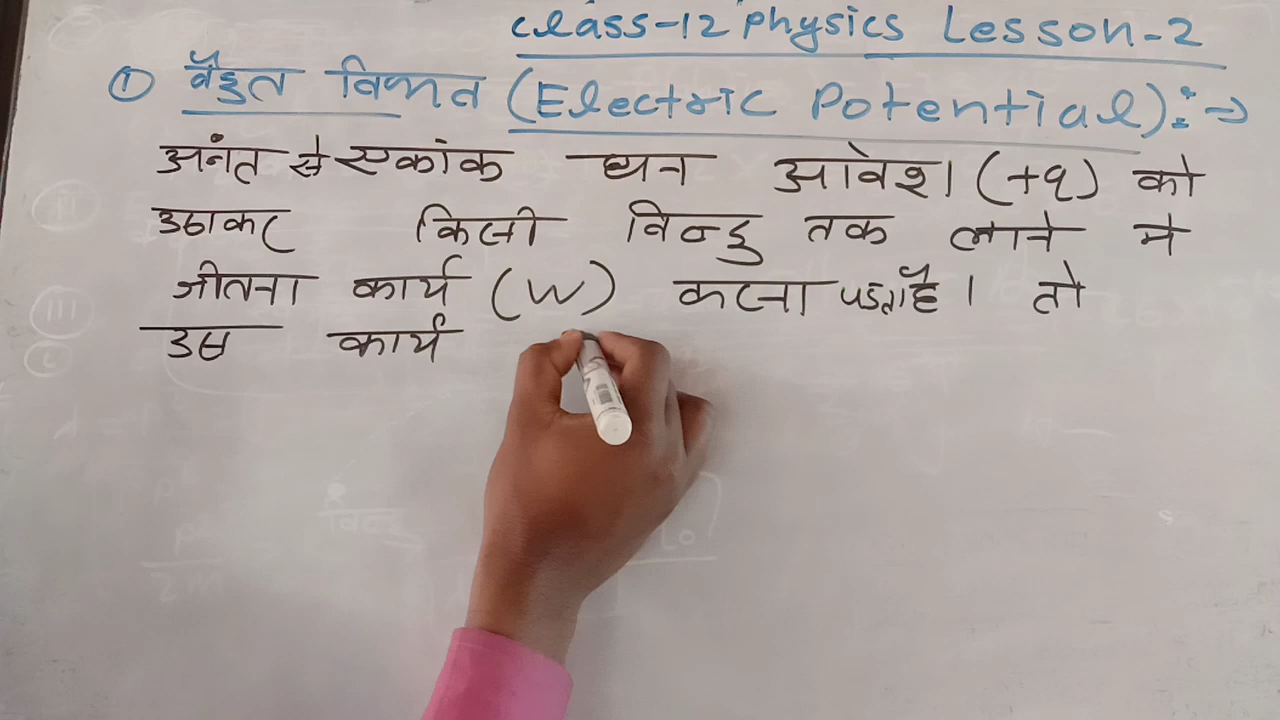 Class-12 Physics Lesson-2
① वैधुत विभव (Electric Potential):→
अनंत से एकांक धन आवेश (+q) को
उठाकर किसी विन्दु तक लाने मे
जीतना कार्य (W) करना पड़ता है। तो
उस कार्य